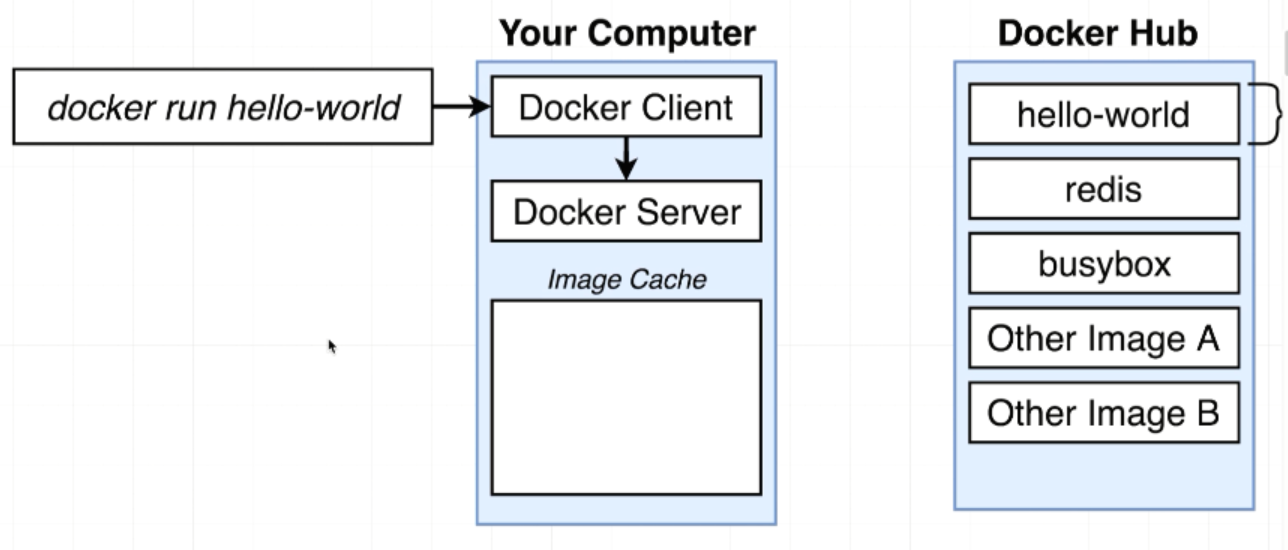 Your Computer
Docker Hub
docker run hello-world
Docker Client
Docker Server
Image Cache
hello-world
redis
busybox
Other Image A
Other Image B